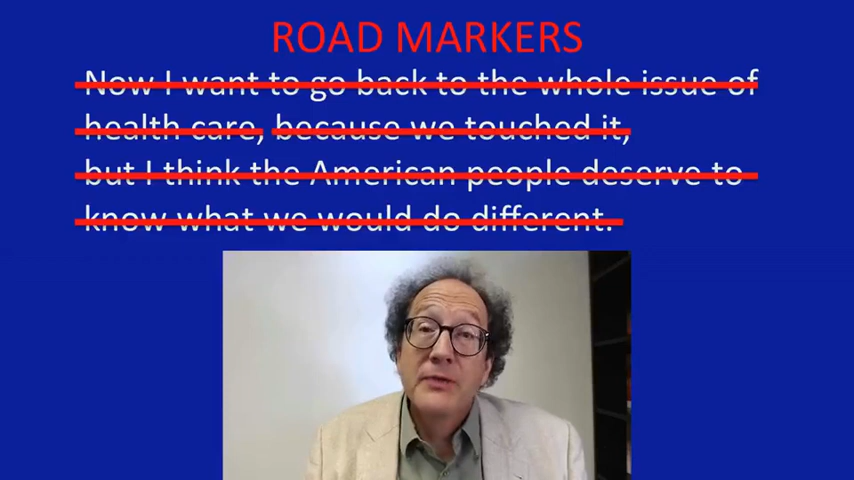 ROAD MARKERS
Now I want to go back to the whole issue of
health care, because we touched it,
but I think the American people deserve to
know what we would do different.